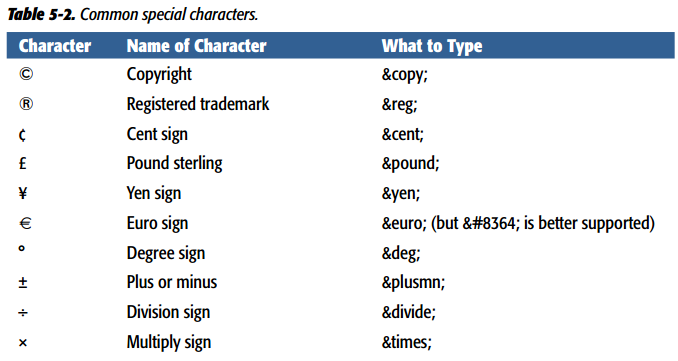 Table 5-2. Common special characters.
Character Name of Character What to Type
© Copyright &copy;
® Registered trademark &reg;
¢ Cent sign &cent;
£ Pound sterling &pound;
¥ Yen sign &yen;
€ Euro sign &euro; (but &#8364; is better supported)
° Degree sign &deg;
± Plus or minus &plusmn;
÷ Division sign &divide;
× Multiply sign &times;